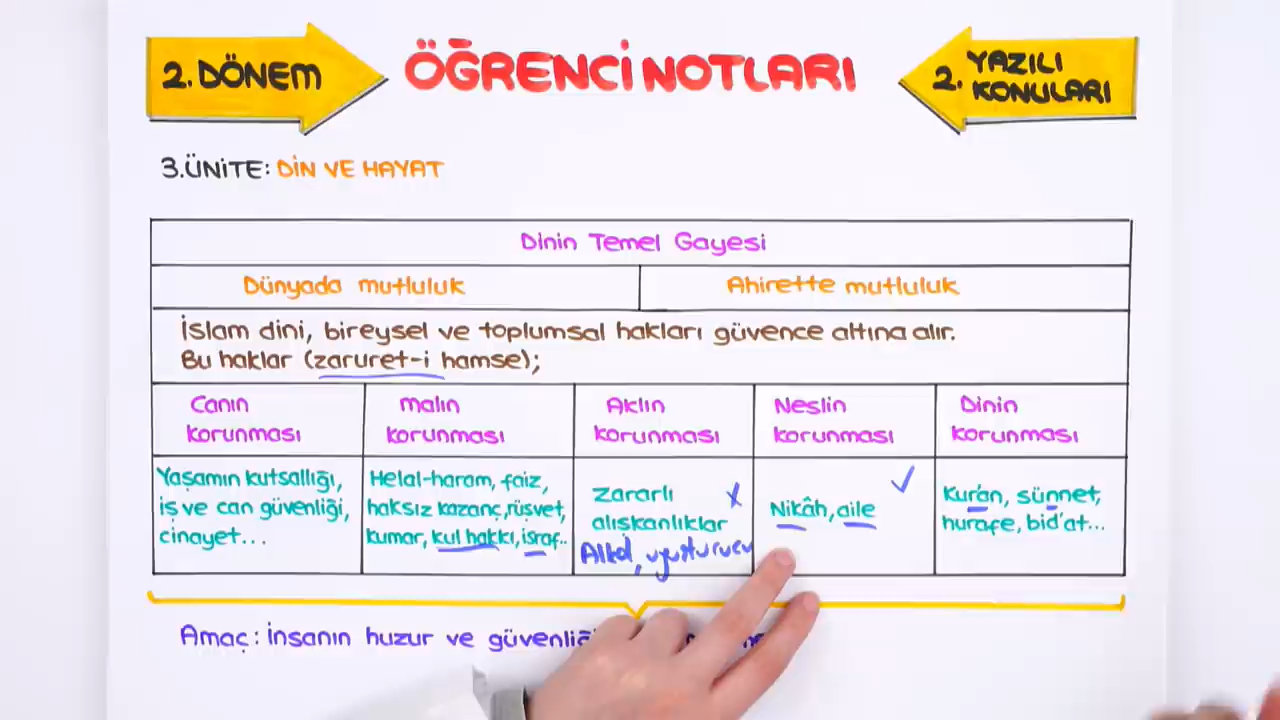 2. DÖNEM
ÖĞRENCİ NOTLARI
2. YAZILI
KONULARI
3.ÜNİTE: DİN VE HAYAT
Dinin Temel Gayesi
Dünyada mutluluk
Ahirette mutluluk
İslam dini, bireysel ve toplumsal hakları güvence altına alır.
Bu haklar (zaruret-i hamse);
Canın
korunması
Malın
korunması
Aklın
korunması
Neslin
korunması
Dinin
korunması
Yaşamın kutsallığı,
iş ve can güvenliği,
cinayet...
Helal-haram, faiz,
haksız kazanç, rüşvet,
kumar, kul hakkı, israf..
Zararlı
alışkanlıklar
Alkol, uyuşturucu
Nikâh, aile
Kur'an, sünnet,
hurafe, bid'at...
Amaç: İnsanın huzur ve